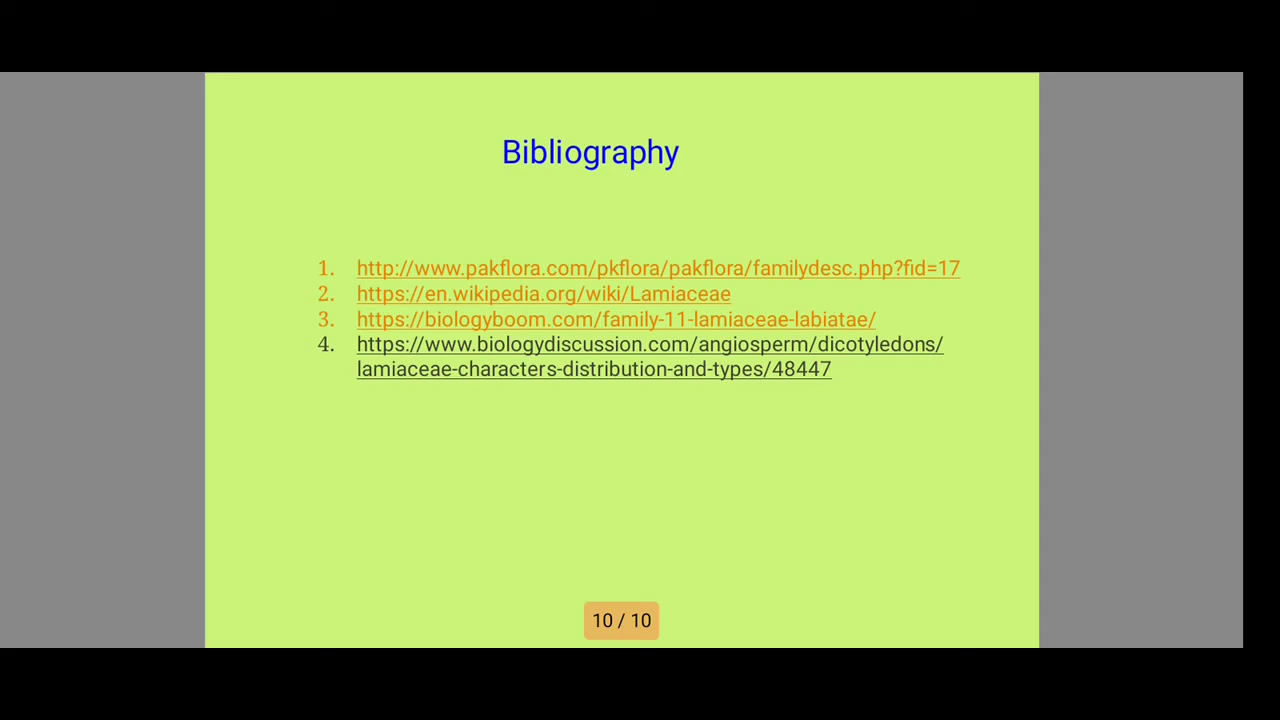 Bibliography
1. http://www.pakflora.com/pkflora/pakflora/familydesc.php?fid=17
2. https://en.wikipedia.org/wiki/Lamiaceae
3. https://biologyboom.com/family-11-lamiaceae-labiatae/
4. https://www.biologydiscussion.com/angiosperm/dicotyledons/
lamiaceae-characters-distribution-and-types/48447
10 / 10